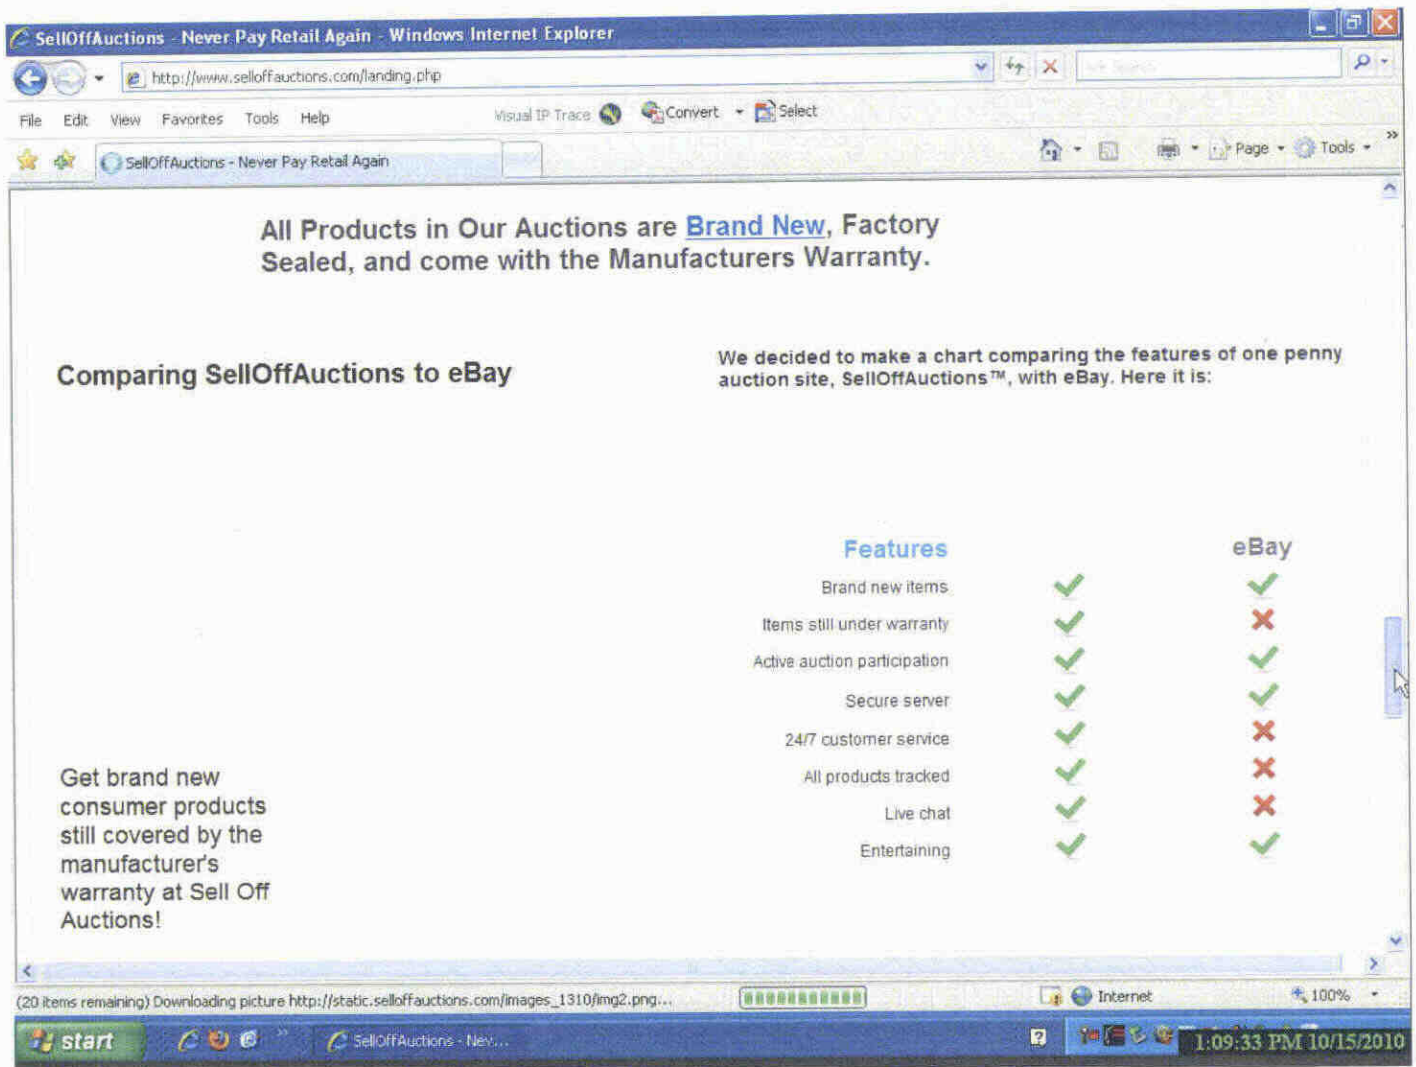 SellOffAuctions - Never Pay Retail Again - Windows Internet Explorer
http://www.selloffauctions.com/landing.php
File Edit View Favorites Tools Help Visual IP Trace Convert Select
SellOffAuctions - Never Pay Retail Again Page Tools
All Products in Our Auctions are Brand New, Factory
Sealed, and come with the Manufacturers Warranty.
Comparing SellOffAuctions to eBay
We decided to make a chart comparing the features of one penny
auction site, SellOffAuctions™, with eBay. Here it is:
Features eBay
Brand new items
Items still under warranty
Active auction participation
Secure server
24/7 customer service
All products tracked
Live chat
Entertaining
Get brand new
consumer products
still covered by the
manufacturer's
warranty at Sell Off
Auctions!
(20 items remaining) Downloading picture http://static.selloffauctions.com/images_1310/img2.png... Internet 100%
start SellOffAuctions - Nev... 1:09:33 PM 10/15/2010